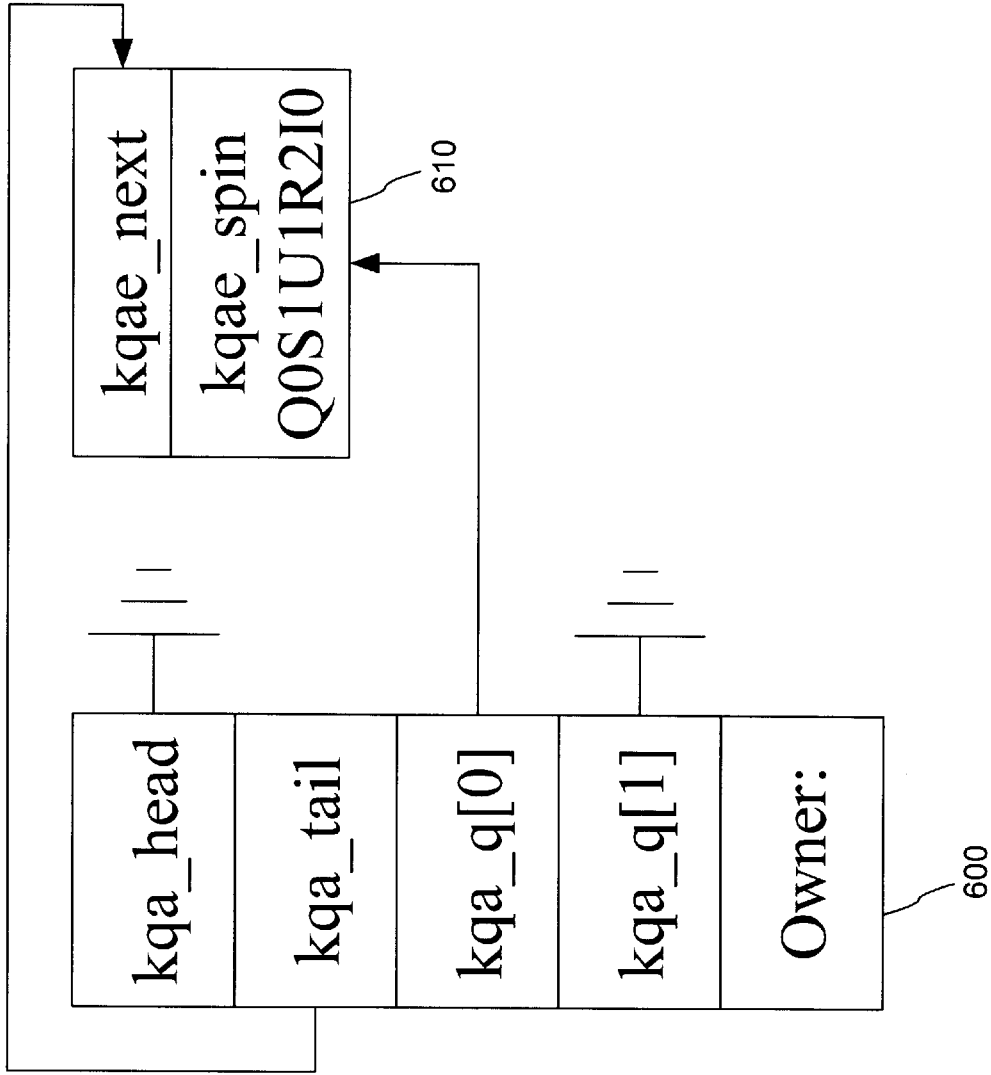 kqa_head
kqa_tail
kqa_q[0]
kqa_q[1]
Owner:
600
kqae_next
kqae_spin
Q0S1U1R2I0
610